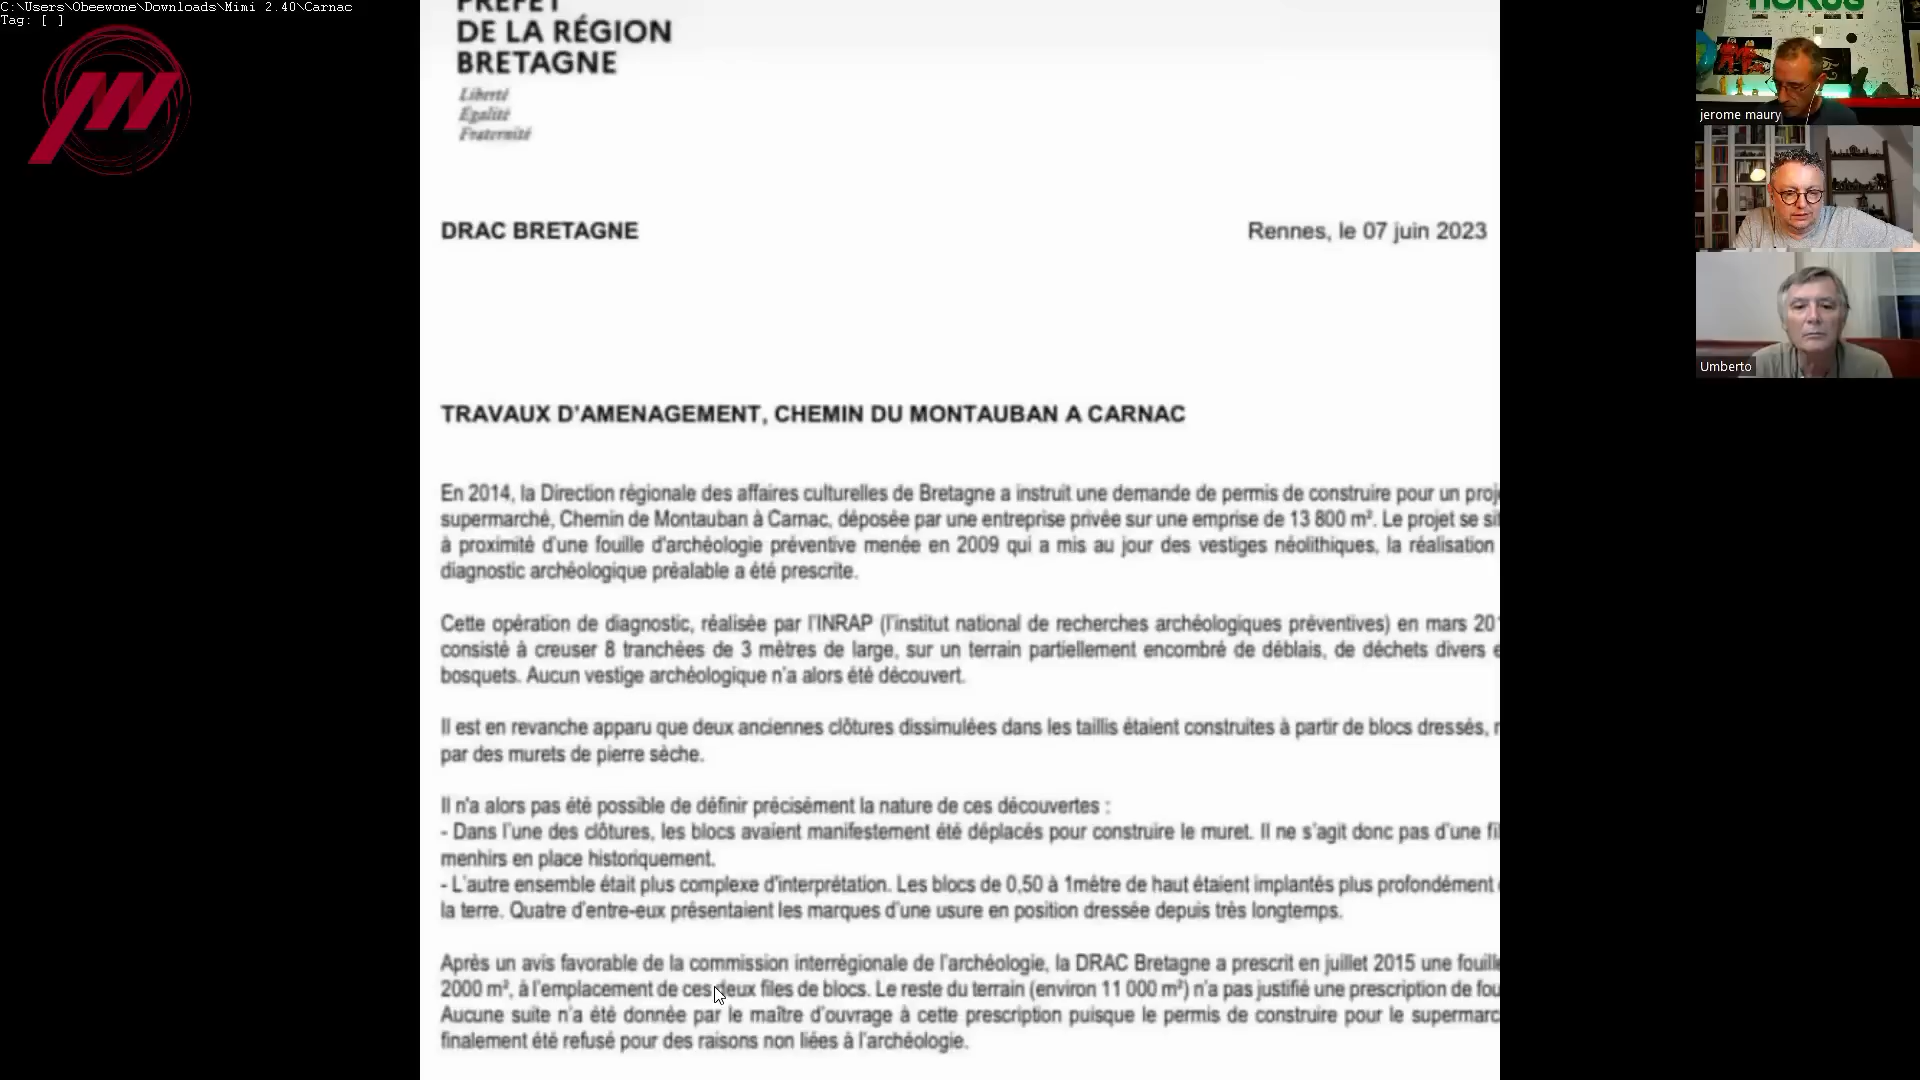 C:\Users\Obeewone\Downloads\Mimi 2.40\Carnac
Tag: [ ]
PRÉFET
DE LA RÉGION
BRETAGNE
Liberté
Égalité
Fraternité
DRAC BRETAGNE
Rennes, le 07 juin 2023
TRAVAUX D'AMENAGEMENT, CHEMIN DU MONTAUBAN A CARNAC
En 2014, la Direction régionale des affaires culturelles de Bretagne a instruit une demande de permis de construire pour un
supermarché, Chemin de Montauban à Carnac, déposée par une entreprise privée sur une emprise de 13 800 m². Le projet se
à proximité d'une fouille d'archéologie préventive menée en 2009 qui a mis au jour des vestiges néolithiques, la réalisation
diagnostic archéologique préalable a été prescrite.
Cette opération de diagnostic, réalisée par l'INRAP (l'institut national de recherches archéologiques préventives) en mars
consisté à creuser 8 tranchées de 3 mètres de large, sur un terrain partiellement encombré de déblais, de déchets divers
bosquets. Aucun vestige archéologique n'a alors été découvert.
Il est en revanche apparu que deux anciennes clôtures dissimulées dans les taillis étaient construites à partir de blocs dressés,
par des murets de pierre sèche.
Il n'a alors pas été possible de définir précisément la nature de ces découvertes :
- Dans l'une des clôtures, les blocs avaient manifestement été déplacés pour construire le muret. Il ne s'agit donc pas d'une
menhirs en place historiquement.
- L'autre ensemble était plus complexe d'interprétation. Les blocs de 0,50 à 1mètre de haut étaient implantés plus profondément
la terre. Quatre d'entre-eux présentaient les marques d'une usure en position dressée depuis très longtemps.
Après un avis favorable de la commission interrégionale de l'archéologie, la DRAC Bretagne a prescrit en juillet 2015 une
2000 m², à l'emplacement de ces deux files de blocs. Le reste du terrain (environ 11 000 m²) n'a pas justifié une prescription de
Aucune suite n'a été donnée par le maître d'ouvrage à cette prescription puisque le permis de construire pour le
finalement été refusé pour des raisons non liées à l'archéologie.
jerome maury
Umberto